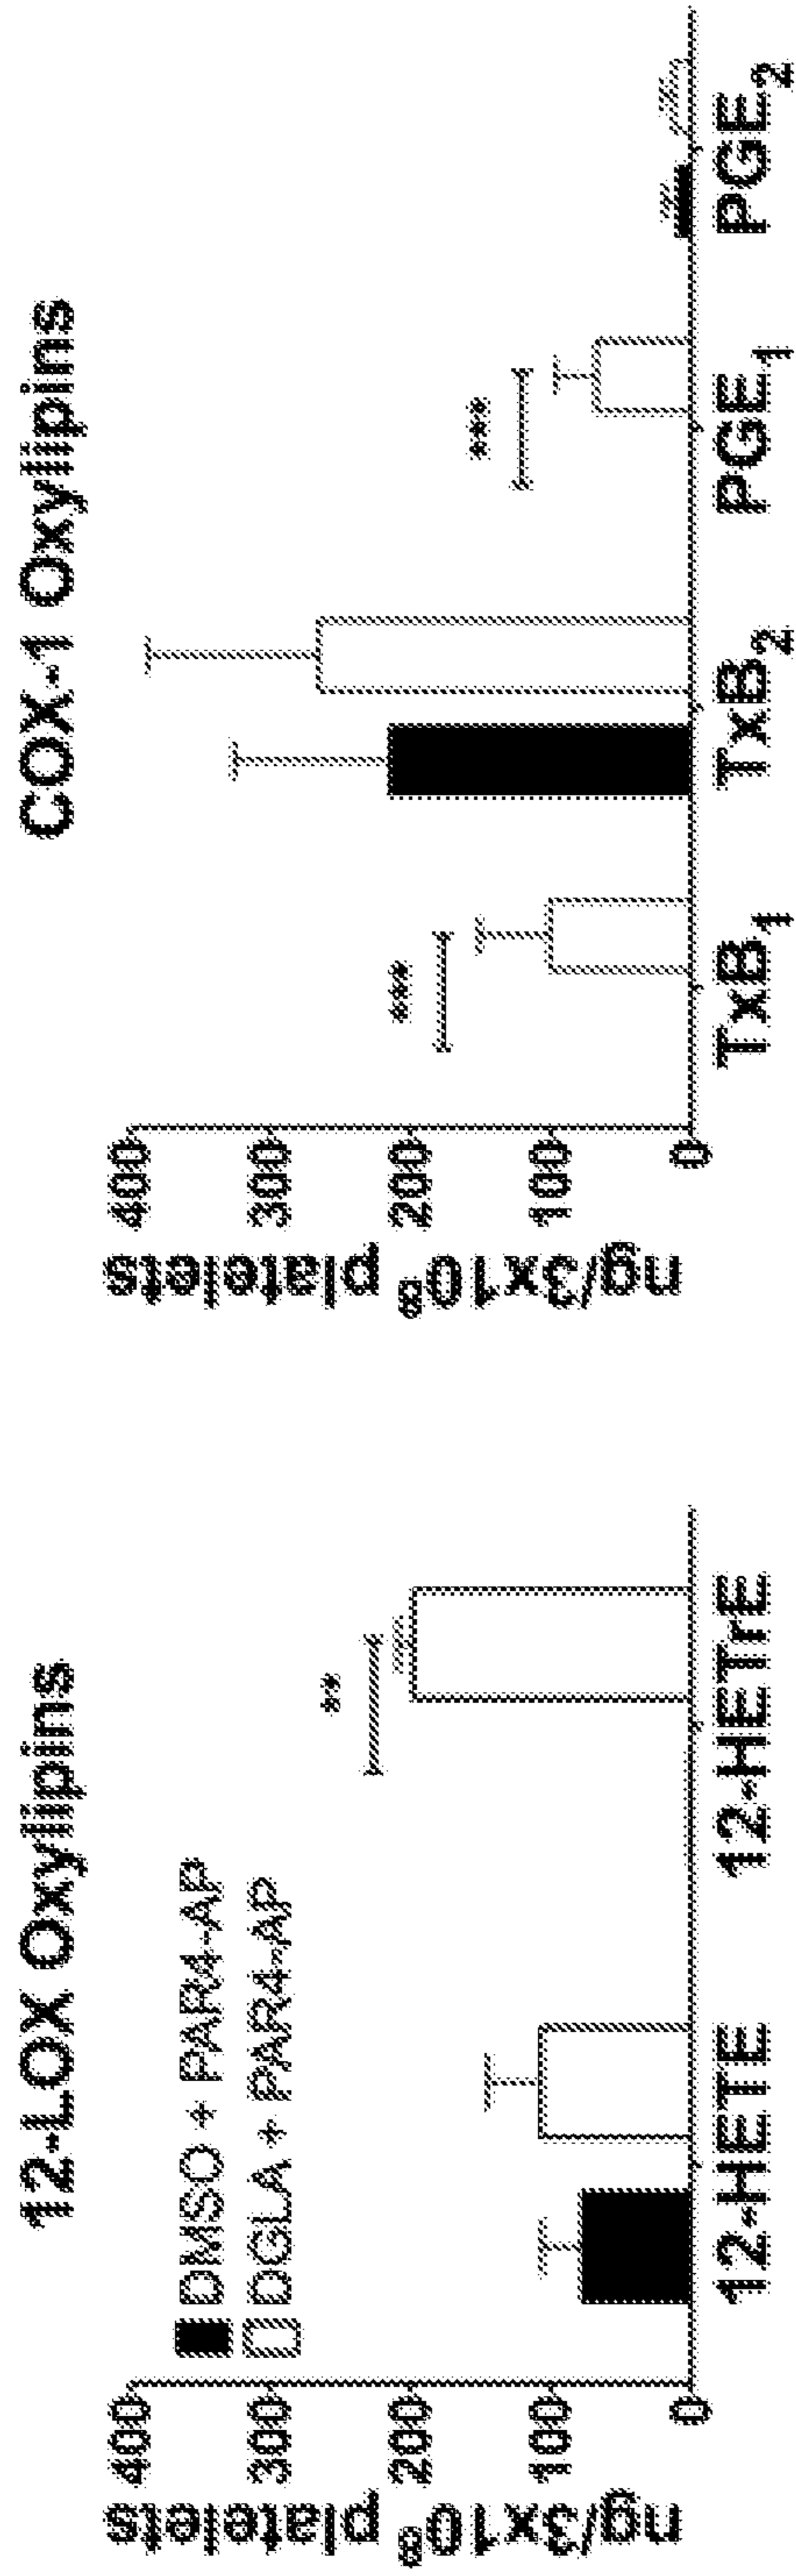 12-LOX Oxylipins
DMSO + PAR4-AP
DGLA + PAR4-AP
ng/3x10⁸ platelets
400
300
200
100
0
**
12-HETE
12-HETrE
COX-1 Oxylipins
ng/3x10⁸ platelets
400
300
200
100
0
***
***
TxB₁
TxB₂
PGE₁
PGE₂